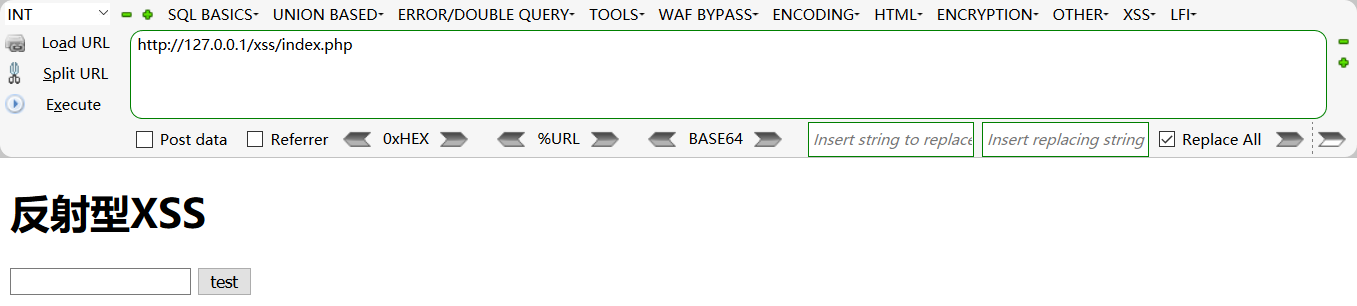 INT SQL BASICS UNION BASED ERROR/DOUBLE QUERY TOOLS WAF BYPASS ENCODING HTML ENCRYPTION OTHER XSS LFI
Load URL http://127.0.0.1/xss/index.php
Split URL
Execute
Post data Referrer 0xHEX %URL BASE64 Insert string to replace Insert replacing string Replace All
反射型XSS
test